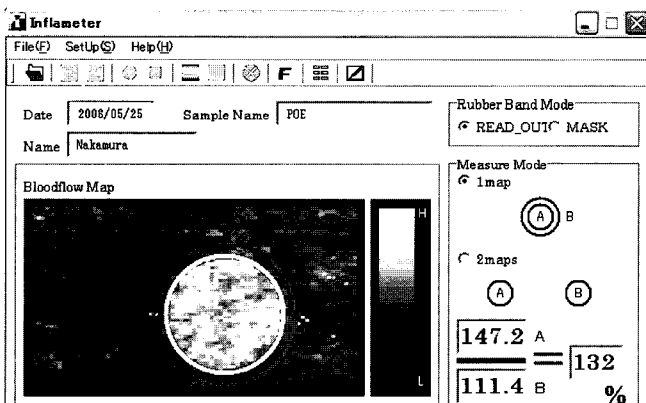 Inflameter
File(F) SetUp(S) Help(H)
F
Date 2008/05/25 Sample Name POE
Name Nakamura
Rubber Band Mode
READ_OUT MASK
Measure Mode
1map
A B
2maps
A B
Bloodflow Map
H
L
147.2 A
111.4 B
132
%